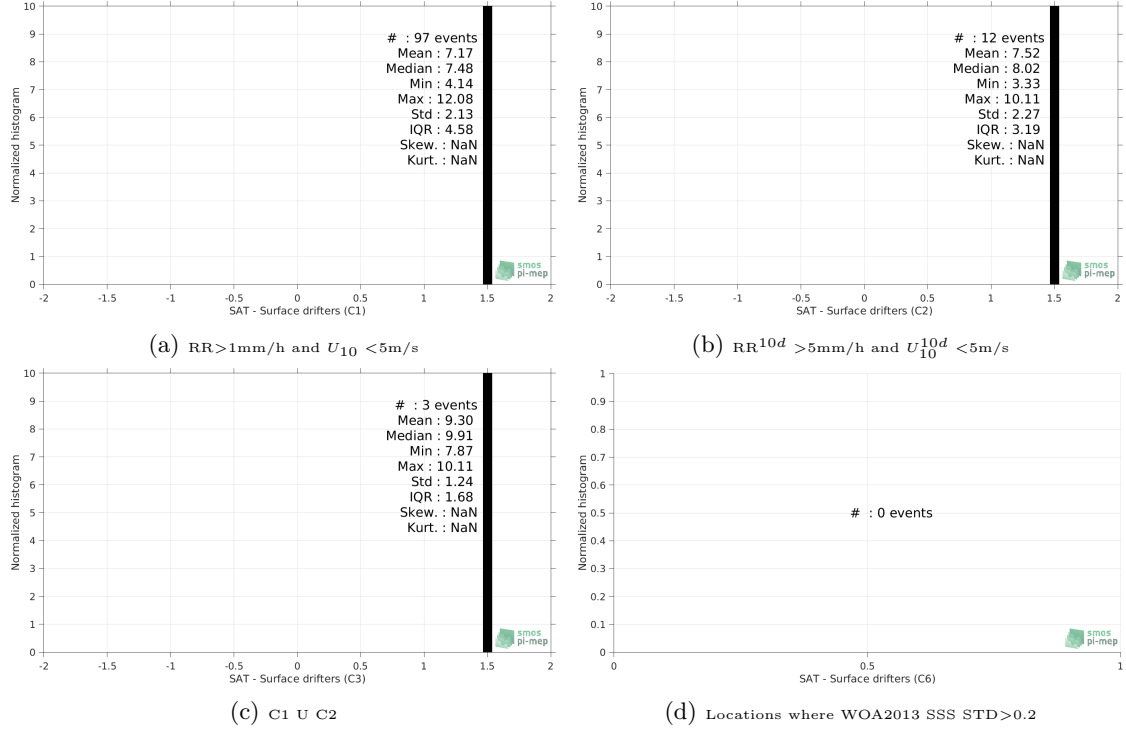 10
9
8
7
6
5
4
3
2
1
0
Normalized histogram
# : 97 events
Mean : 7.17
Median : 7.48
Min : 4.14
Max : 12.08
Std : 2.13
IQR : 4.58
Skew. : NaN
Kurt. : NaN
smos
pi-mep
-2 -1.5 -1 -0.5 0 0.5 1 1.5 2
SAT - Surface drifters (C1)
(a) RR>1mm/h and U10 <5m/s
10
9
8
7
6
5
4
3
2
1
0
Normalized histogram
# : 12 events
Mean : 7.52
Median : 8.02
Min : 3.33
Max : 10.11
Std : 2.27
IQR : 3.19
Skew. : NaN
Kurt. : NaN
smos
pi-mep
-2 -1.5 -1 -0.5 0 0.5 1 1.5 2
SAT - Surface drifters (C2)
(b) RR^10d >5mm/h and U10^10d <5m/s
10
9
8
7
6
5
4
3
2
1
0
Normalized histogram
# : 3 events
Mean : 9.30
Median : 9.91
Min : 7.87
Max : 10.11
Std : 1.24
IQR : 1.68
Skew. : NaN
Kurt. : NaN
smos
pi-mep
-2 -1.5 -1 -0.5 0 0.5 1 1.5 2
SAT - Surface drifters (C3)
(c) C1 U C2
1
0.9
0.8
0.7
0.6
0.5
0.4
0.3
0.2
0.1
0
Normalized histogram
# : 0 events
smos
pi-mep
0 0.5 1
SAT - Surface drifters (C6)
(d) Locations where WOA2013 SSS STD>0.2